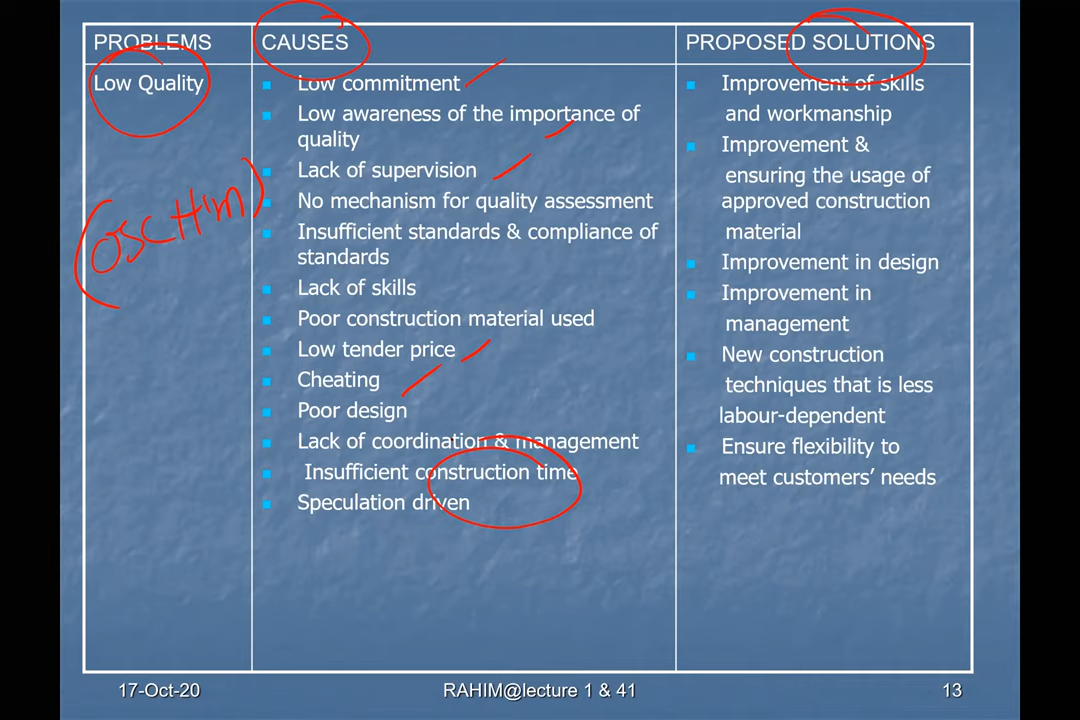 PROBLEMS
CAUSES
PROPOSED SOLUTIONS
Low Quality
Low commitment
Low awareness of the importance of
quality
Lack of supervision
No mechanism for quality assessment
Insufficient standards & compliance of
standards
Lack of skills
Poor construction material used
Low tender price
Cheating
Poor design
Lack of coordination & management
Insufficient construction time
Speculation driven
Improvement of skills
and workmanship
Improvement &
ensuring the usage of
approved construction
material
Improvement in design
Improvement in
management
New construction
techniques that is less
labour-dependent
Ensure flexibility to
meet customers’ needs
17-Oct-20
RAHIM@lecture 1 & 41
13